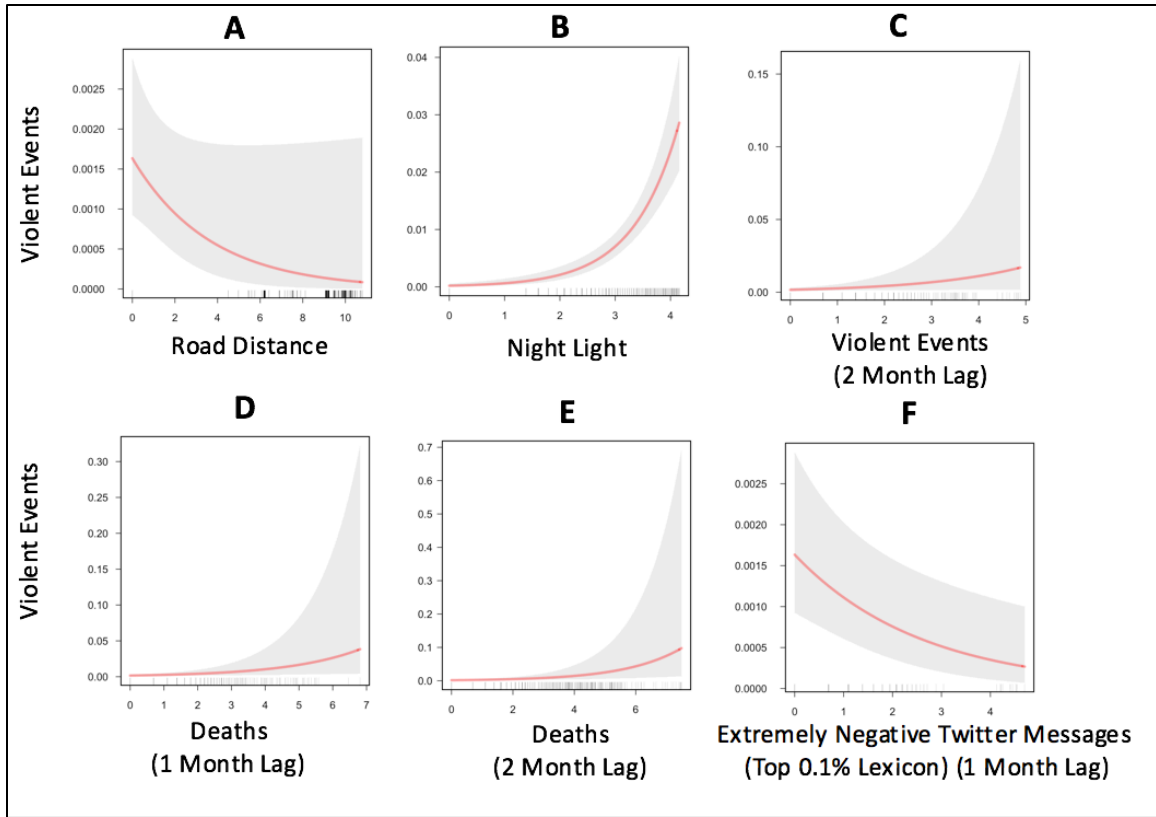 A
B
C
Violent Events
0.0025
0.0020
0.0015
0.0010
0.0005
0.0000
0 2 4 6 8 10
Road Distance
0.04
0.03
0.02
0.01
0.00
0 1 2 3 4
Night Light
0.15
0.10
0.05
0.00
0 1 2 3 4 5
Violent Events
(2 Month Lag)
D
E
F
Violent Events
0.30
0.25
0.20
0.15
0.10
0.05
0.00
0 1 2 3 4 5 6 7
Deaths
(1 Month Lag)
0.7
0.6
0.5
0.4
0.3
0.2
0.1
0.0
0 2 4 6
Deaths
(2 Month Lag)
0.0025
0.0020
0.0015
0.0010
0.0005
0.0000
0 1 2 3 4
Extremely Negative Twitter Messages
(Top 0.1% Lexicon) (1 Month Lag)